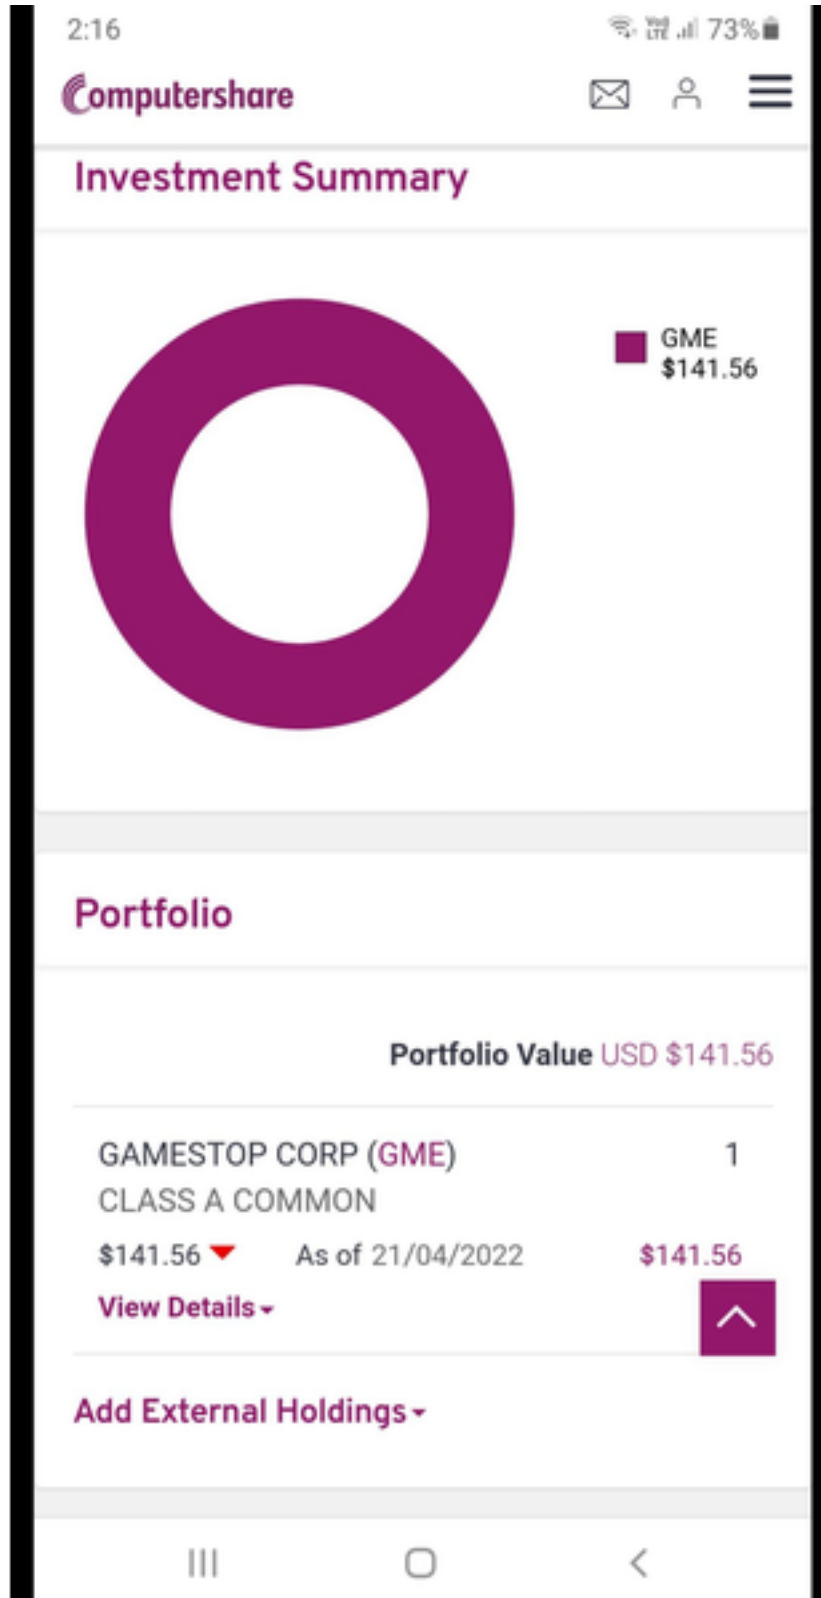 2:16 73%
Computershare
Investment Summary
GME
$141.56
Portfolio
Portfolio Value USD $141.56
GAMESTOP CORP (GME) 1
CLASS A COMMON
$141.56 As of 21/04/2022 $141.56
View Details
Add External Holdings